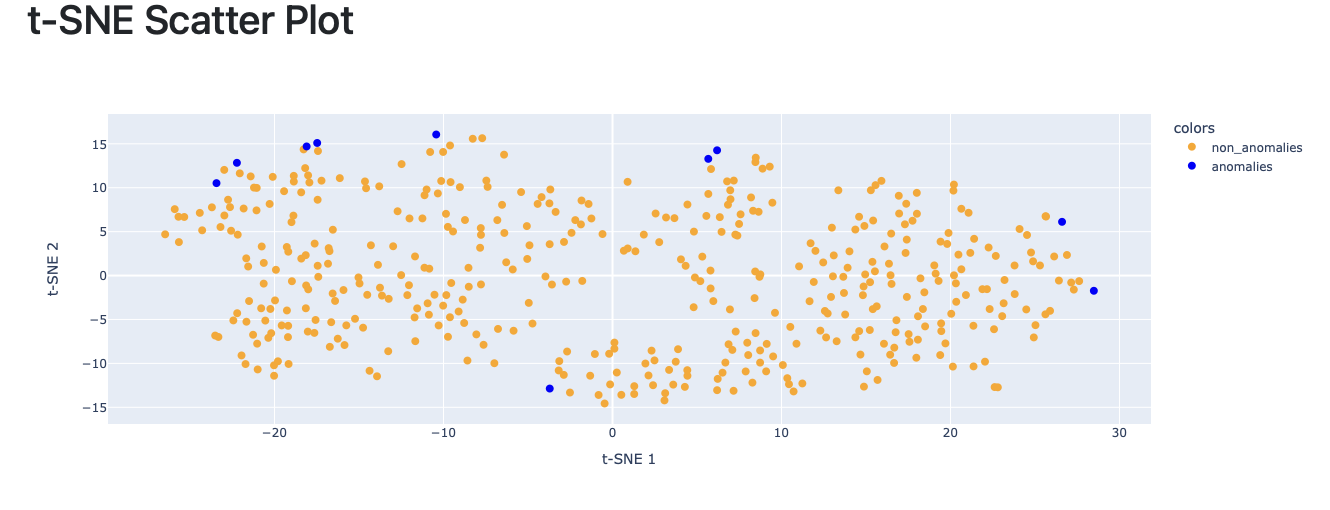 t-SNE Scatter Plot
colors
non_anomalies
anomalies
t-SNE 2
15
10
5
0
−5
−10
−15
−20
−10
0
10
20
30
t-SNE 1